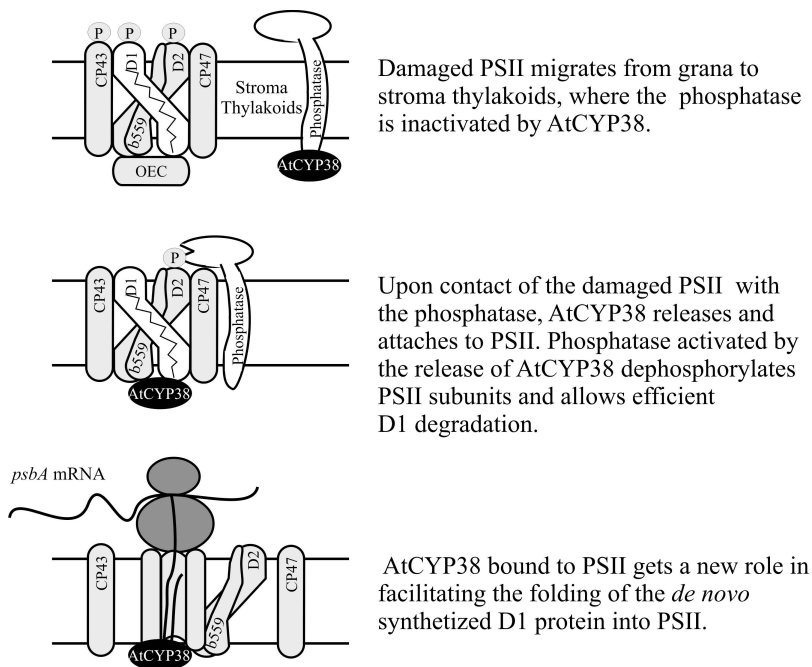 P P P
CP43
D1
D2
CP47
b559
OEC
Stroma
Thylakoids
Phosphatase
AtCYP38
Damaged PSII migrates from grana to
stroma thylakoids, where the phosphatase
is inactivated by AtCYP38.
P
CP43
D1
D2
CP47
b559
Phosphatase
AtCYP38
Upon contact of the damaged PSII with
the phosphatase, AtCYP38 releases and
attaches to PSII. Phosphatase activated by
the release of AtCYP38 dephosphorylates
PSII subunits and allows efficient
D1 degradation.
psbA mRNA
CP43
D2
CP47
b559
AtCYP38
AtCYP38 bound to PSII gets a new role in
facilitating the folding of the de novo
synthetized D1 protein into PSII.